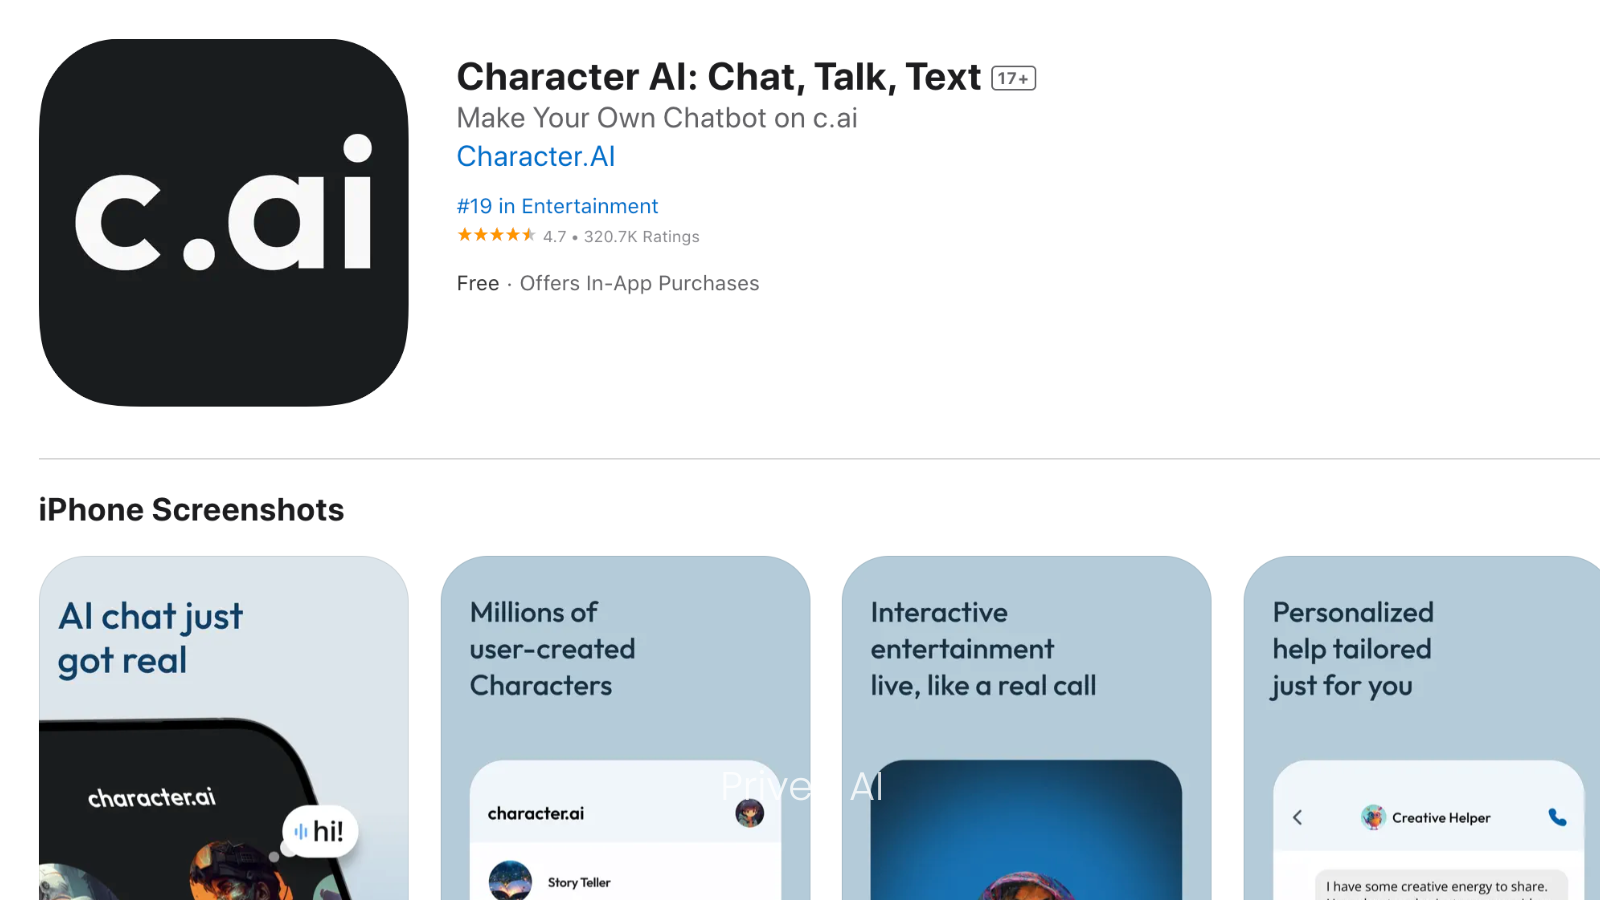 c.ai
Character AI: Chat, Talk, Text 17+
Make Your Own Chatbot on c.ai
Character.AI
#19 in Entertainment
4.7 • 320.7K Ratings
Free · Offers In-App Purchases
iPhone Screenshots
AI chat just
got real
character.ai
hi!
Millions of
user-created
Characters
character.ai
Story Teller
Interactive
entertainment
live, like a real call
Personalized
help tailored
just for you
Creative Helper
I have some creative energy to share.
AI